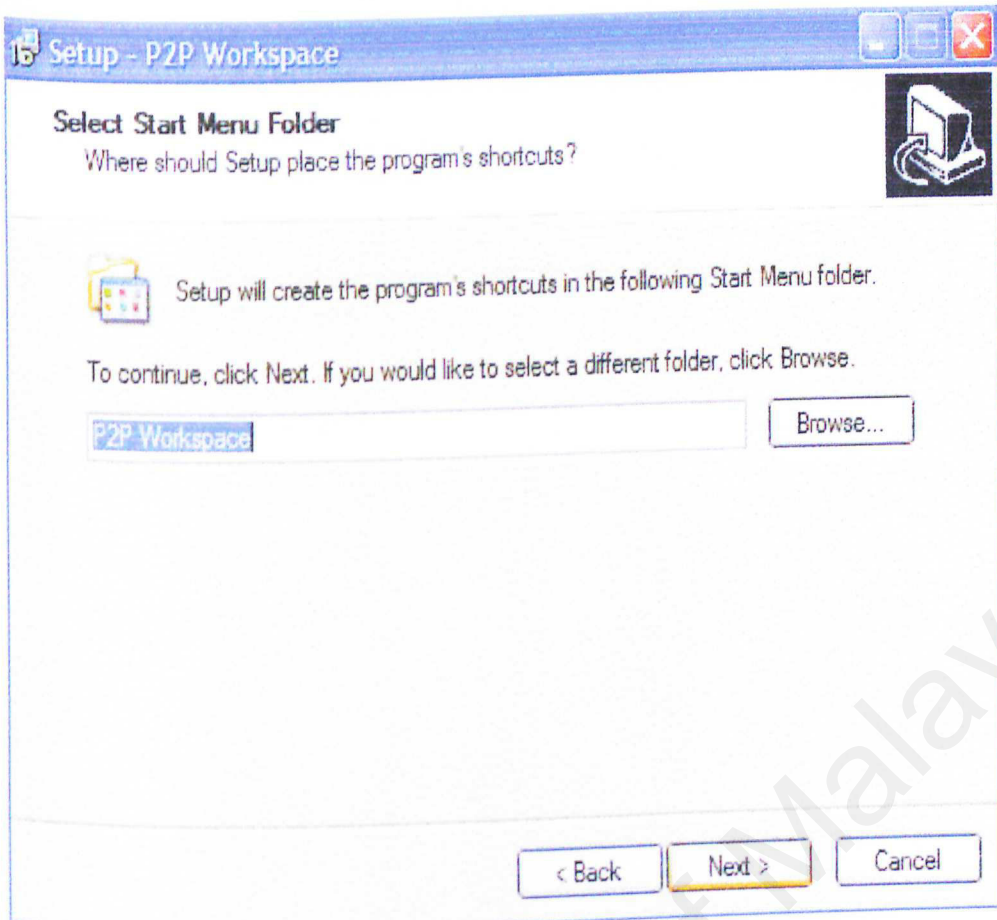 Setup - P2P Workspace
Select Start Menu Folder
Where should Setup place the program's shortcuts?
Setup will create the program's shortcuts in the following Start Menu folder.
To continue, click Next. If you would like to select a different folder, click Browse.
P2P Workspace
Browse...
< Back
Next >
Cancel